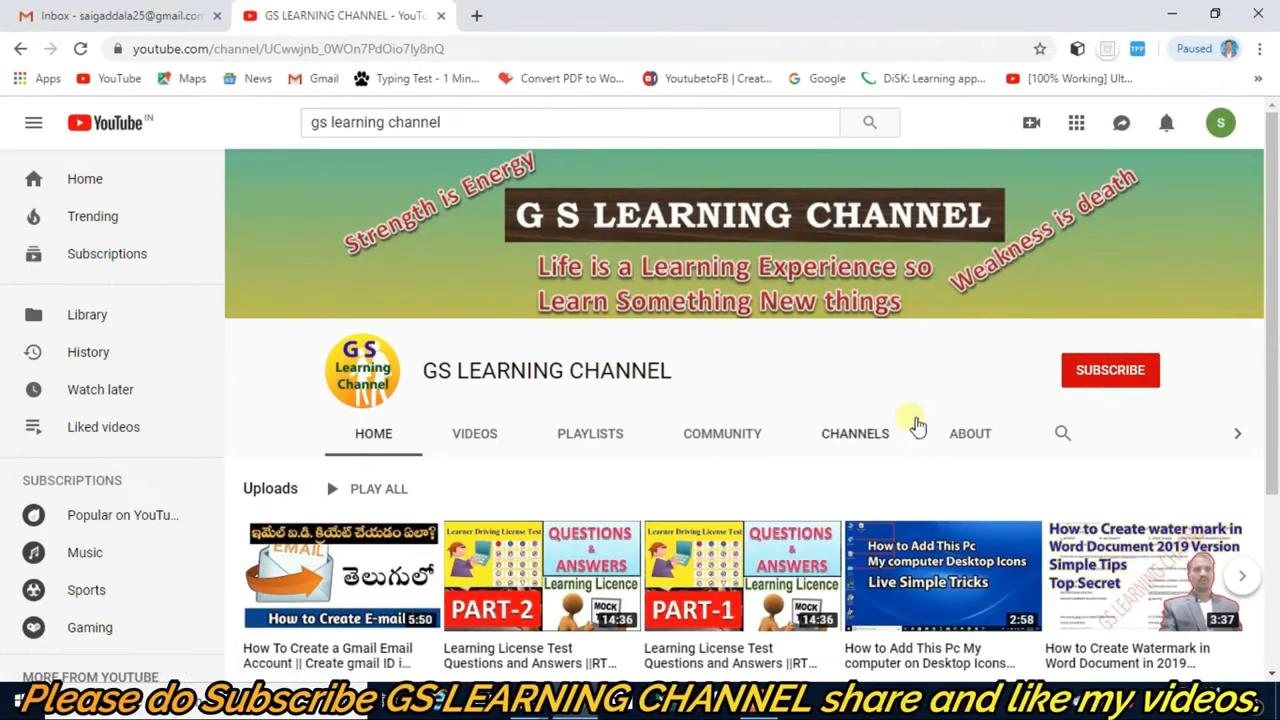 Inbox - saigaddala25@gmail.com
GS LEARNING CHANNEL - YouTu
youtube.com/channel/UCwwjnb_0WOn7PdOio7ly8nQ
Paused
Apps
YouTube
Maps
News
Gmail
Typing Test - 1 Min...
Convert PDF to Wo...
YoutubetoFB | Creat...
Google
DiSK: Learning app...
[100% Working] Ult...
YouTube IN
gs learning channel
S
Home
Trending
Subscriptions
Library
History
Watch later
Liked videos
SUBSCRIPTIONS
Popular on YouTu...
Music
Sports
Gaming
MORE FROM YOUTUBE
Strength is Energy
G S LEARNING CHANNEL
Weakness is death
Life is a Learning Experience so
Learn Something New things
G S
Learning
Channel
GS LEARNING CHANNEL
SUBSCRIBE
HOME
VIDEOS
PLAYLISTS
COMMUNITY
CHANNELS
ABOUT
Uploads
PLAY ALL
ఇమేల్ ఐ.డి. క్రియేట్ చేయడం ఎలా?
EMAIL
తెలుగులో
How to Create E-mail
5:50
How To Create a Gmail Email
Account || Create gmail ID i...
Learner Driving License Test
QUESTIONS
&
ANSWERS
Learning Licence
PART-2
MOCK
14:36
Learning License Test
Questions and Answers ||RT...
Learner Driving License Test
QUESTIONS
&
ANSWERS
Learning Licence
PART-1
MOCK
14:36
Learning License Test
Questions and Answers ||RT...
How to Add This Pc
My computer Desktop Icons
Live Simple Tricks
2:58
How to Add This Pc My
computer on Desktop Icons...
How to Create water mark in
Word Document 2019 Version
Simple Tips
Top Secret
3:37
How to Create Watermark in
Word Document in 2019...
Please do Subscribe GS LEARNING CHANNEL share and like my videos.